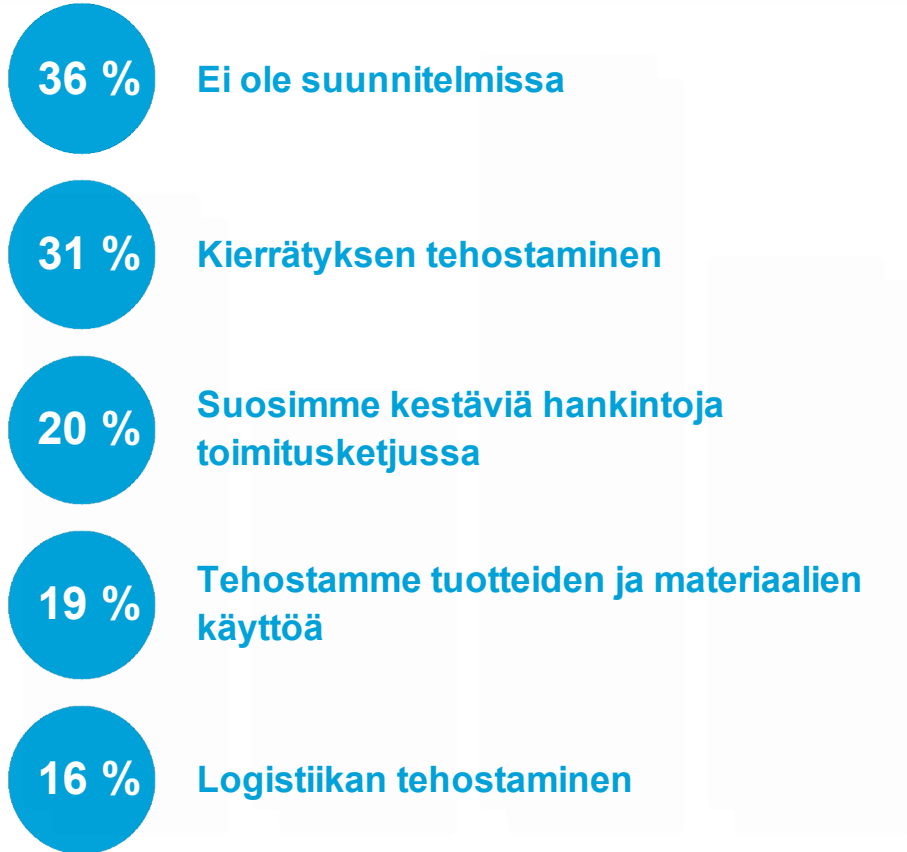 36 % Ei ole suunnitelmissa
31 % Kierrätyksen tehostaminen
20 % Suosimme kestäviä hankintoja
toimitusketjussa
19 % Tehostamme tuotteiden ja materiaalien
käyttöä
16 % Logistiikan tehostaminen